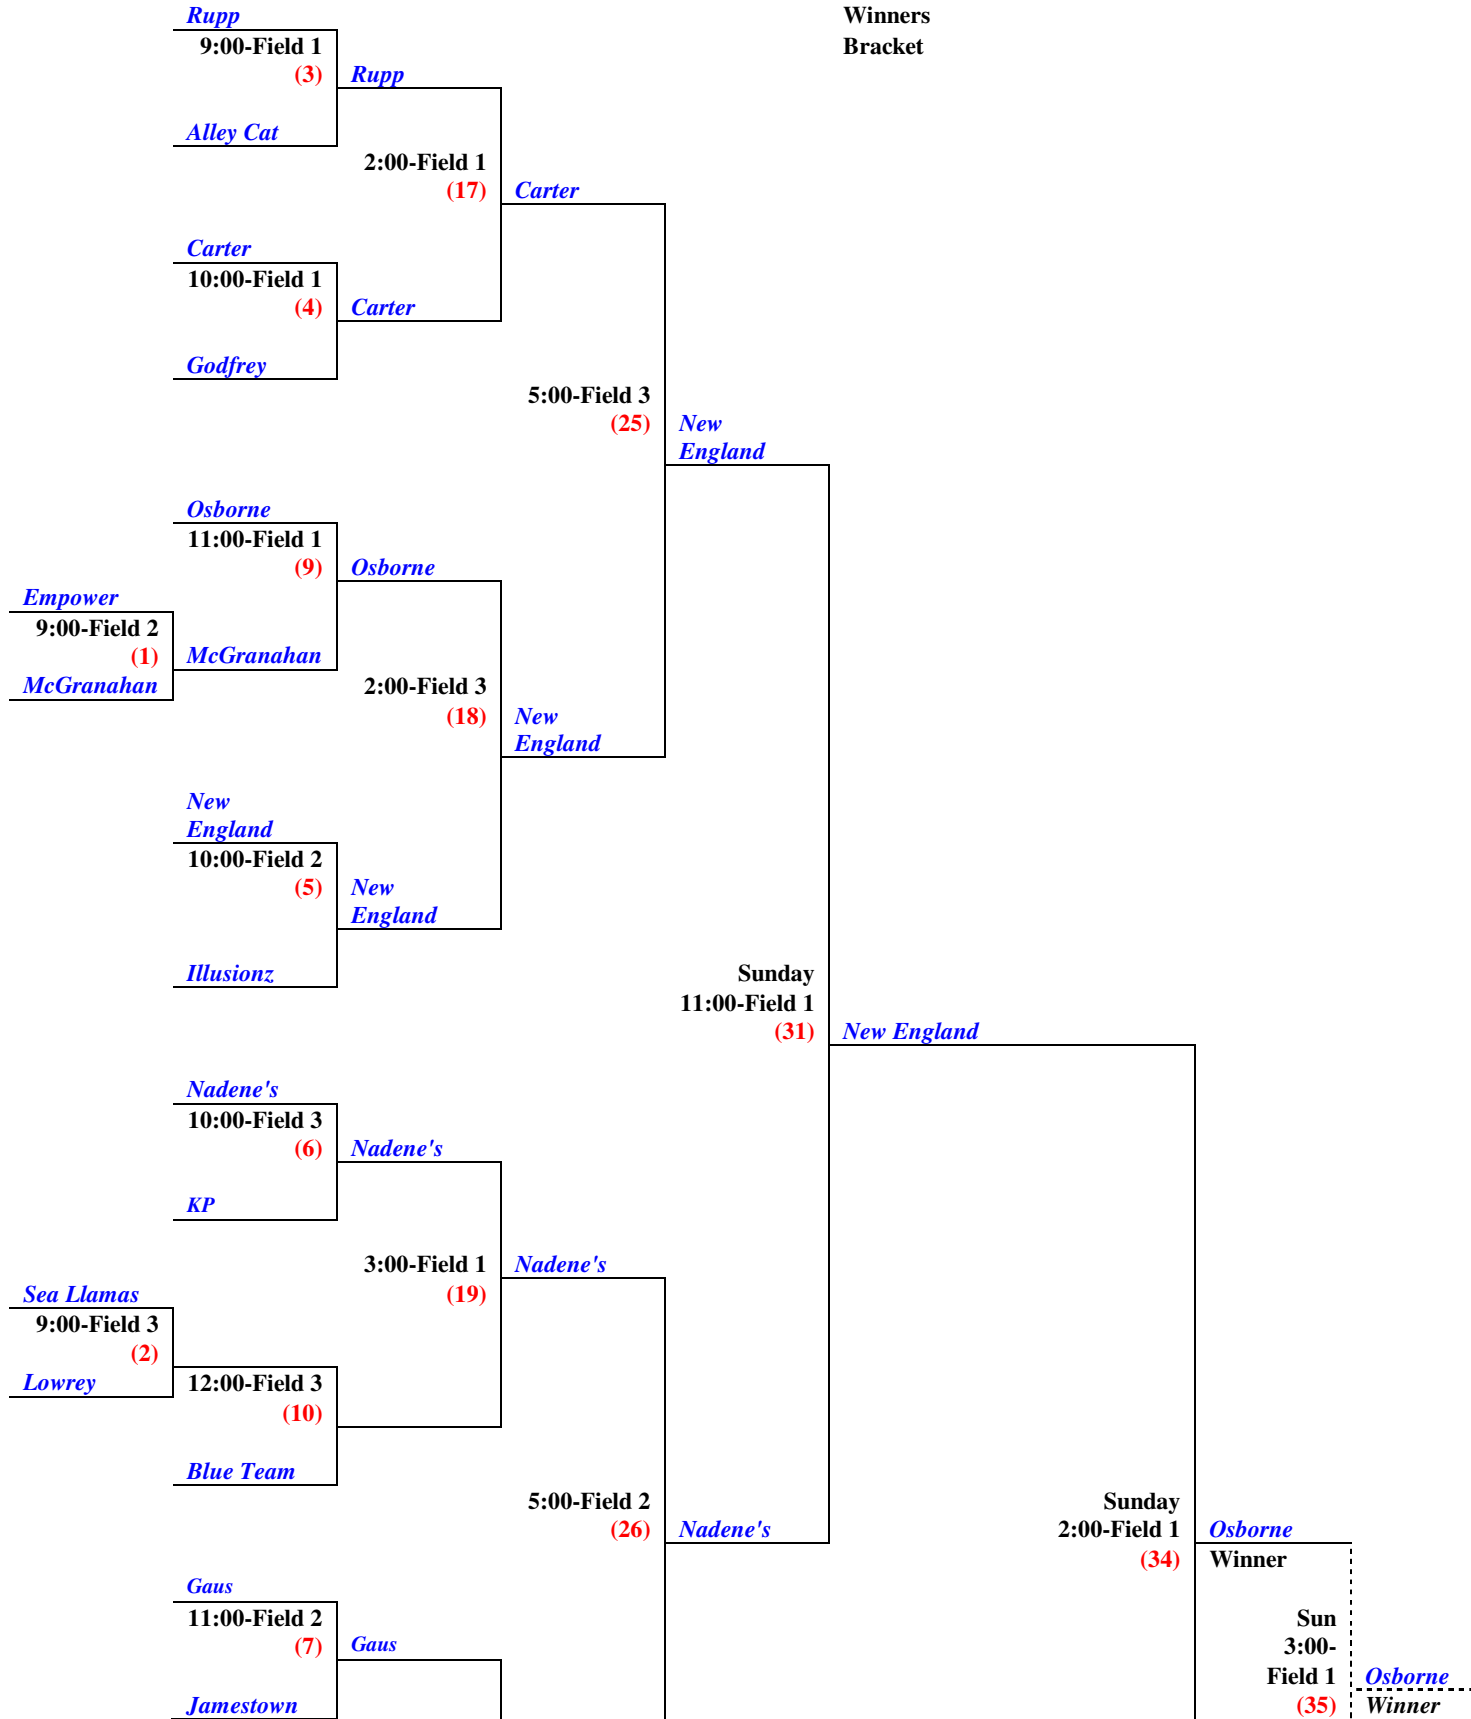 Rupp
Winners
9:00-Field 1
Bracket
(3)
Rupp
Alley Cat
2:00-Field 1
(17)
Carter
Carter
10:00-Field 1
(4)
Carter
Godfrey
5:00-Field 3
(25)
New
England
Osborne
11:00-Field 1
(9)
Osborne
Empower
9:00-Field 2
(1)
McGranahan
McGranahan
2:00-Field 3
(18)
New
England
New
England
10:00-Field 2
(5)
New
England
Illusionz
Sunday
11:00-Field 1
(31)
New England
Nadene's
10:00-Field 3
(6)
Nadene's
KP
3:00-Field 1
(19)
Nadene's
Sea Llamas
9:00-Field 3
(2)
Lowrey
12:00-Field 3
(10)
Blue Team
5:00-Field 2
(26)
Nadene's
Sunday
2:00-Field 1
(34)
Osborne
Winner
Gaus
11:00-Field 2
(7)
Gaus
Jamestown
Sun
3:00-
Field 1
(35)
Osborne
Winner